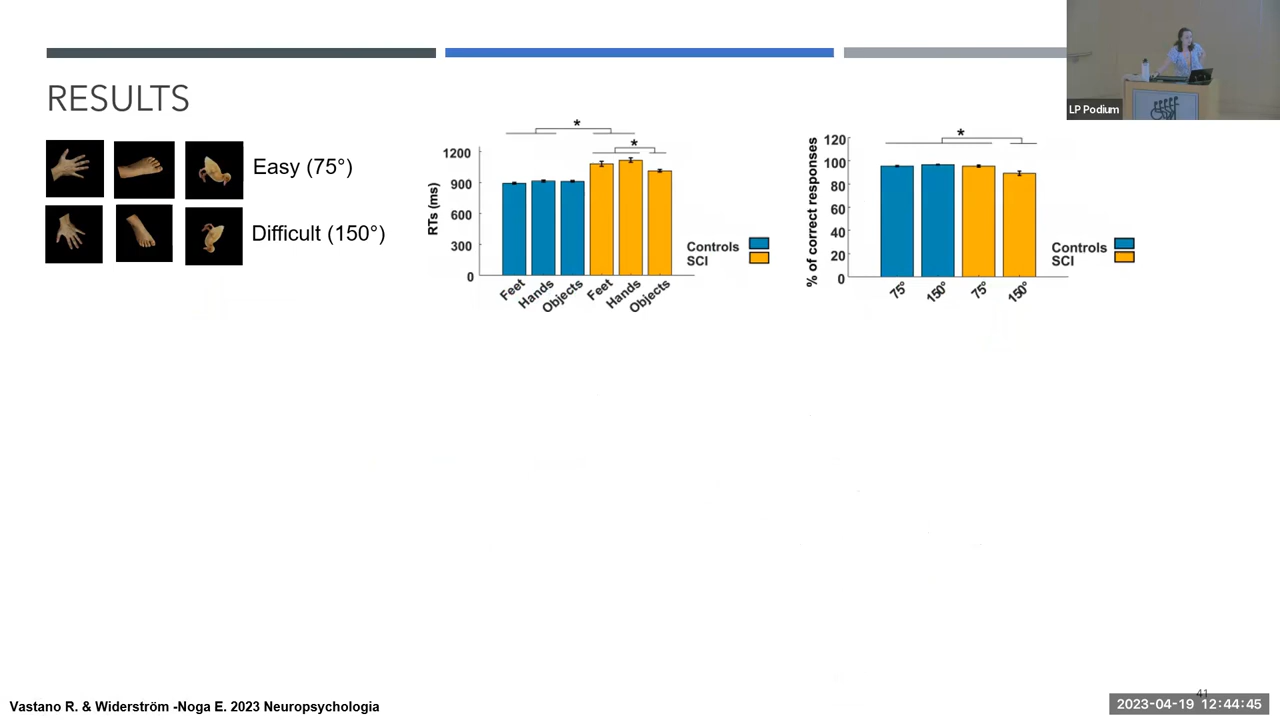 LP Podium
RESULTS
Easy (75°)
Difficult (150°)
*
*
1200
900
600
300
0
RTs (ms)
Feet
Hands
Objects
Feet
Hands
Objects
Controls
SCI
*
120
100
80
60
40
20
0
% of correct responses
75°
150°
75°
150°
Controls
SCI
Vastano R. & Widerström -Noga E. 2023 Neuropsychologia
41
2023-04-19 12:44:45